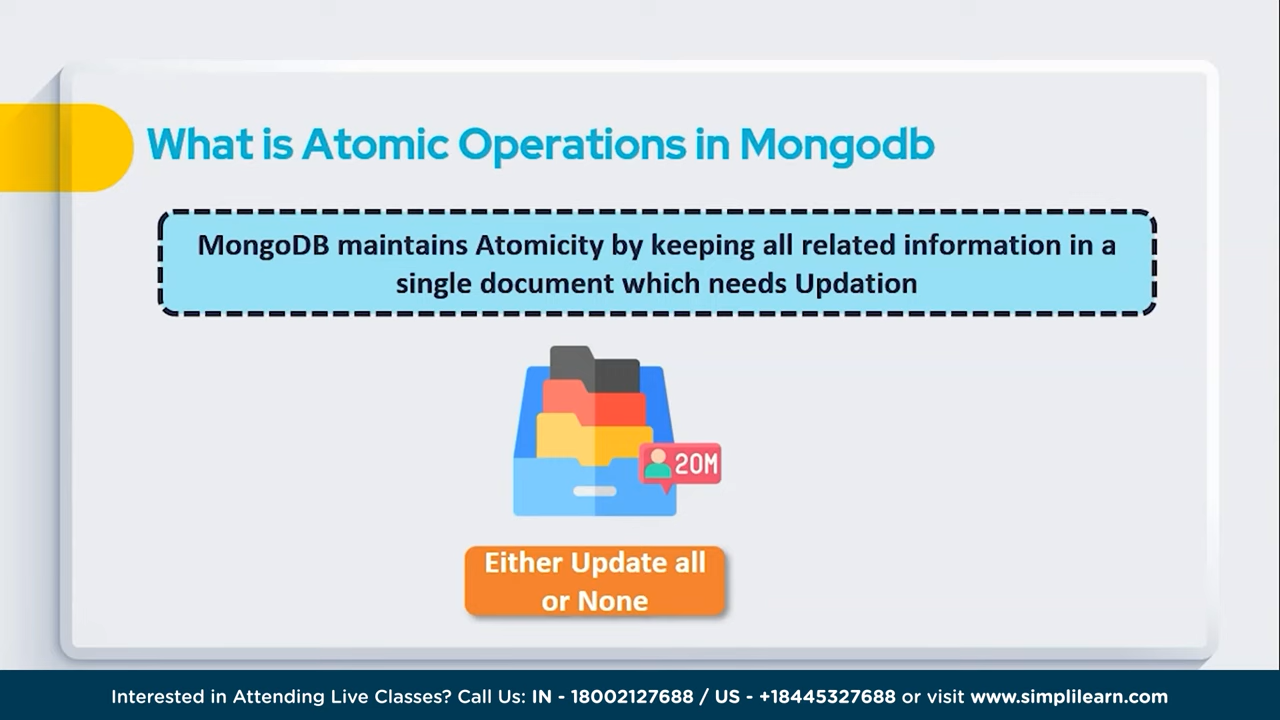 What is Atomic Operations in Mongodb
MongoDB maintains Atomicity by keeping all related information in a
single document which needs Updation
20M
Either Update all
or None
Interested in Attending Live Classes? Call Us: IN - 18002127688 / US - +18445327688 or visit www.simplilearn.com